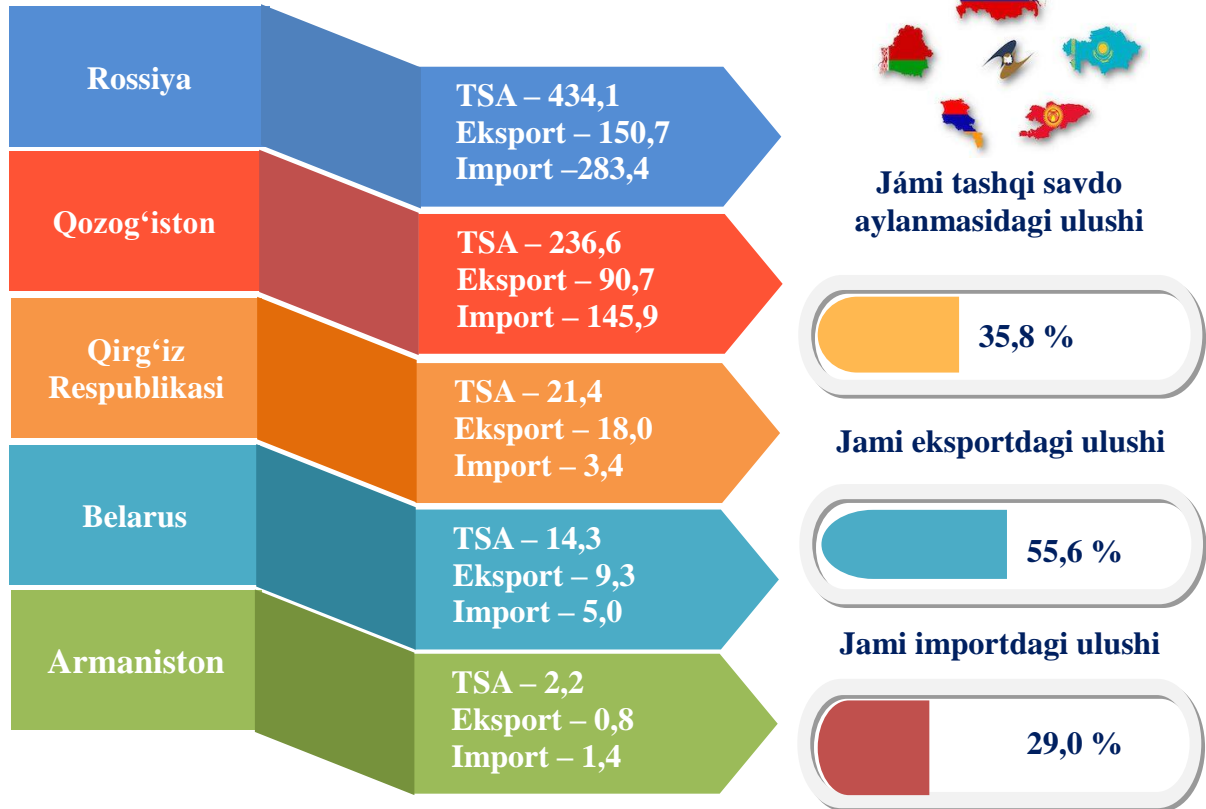 Rossiya
TSA – 434,1
Eksport – 150,7
Import –283,4
Qozog‘iston
TSA – 236,6
Eksport – 90,7
Import – 145,9
Qirg‘iz
Respublikasi
TSA – 21,4
Eksport – 18,0
Import – 3,4
Belarus
TSA – 14,3
Eksport – 9,3
Import – 5,0
Armaniston
TSA – 2,2
Eksport – 0,8
Import – 1,4
Jámi tashqi savdo
aylanmasidagi ulushi
35,8 %
Jami eksportdagi ulushi
55,6 %
Jami importdagi ulushi
29,0 %